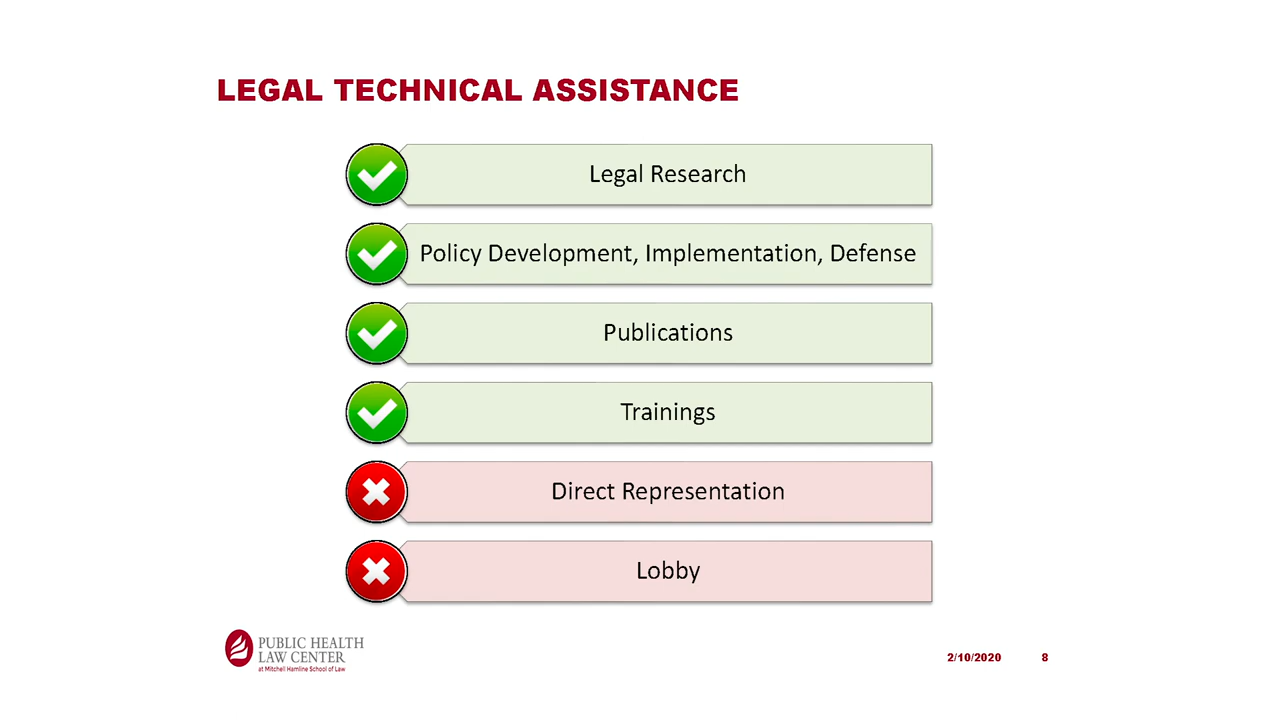 LEGAL TECHNICAL ASSISTANCE
Legal Research
Policy Development, Implementation, Defense
Publications
Trainings
Direct Representation
Lobby
PUBLIC HEALTH
LAW CENTER
at Mitchell Hamline School of Law
2/10/2020 8